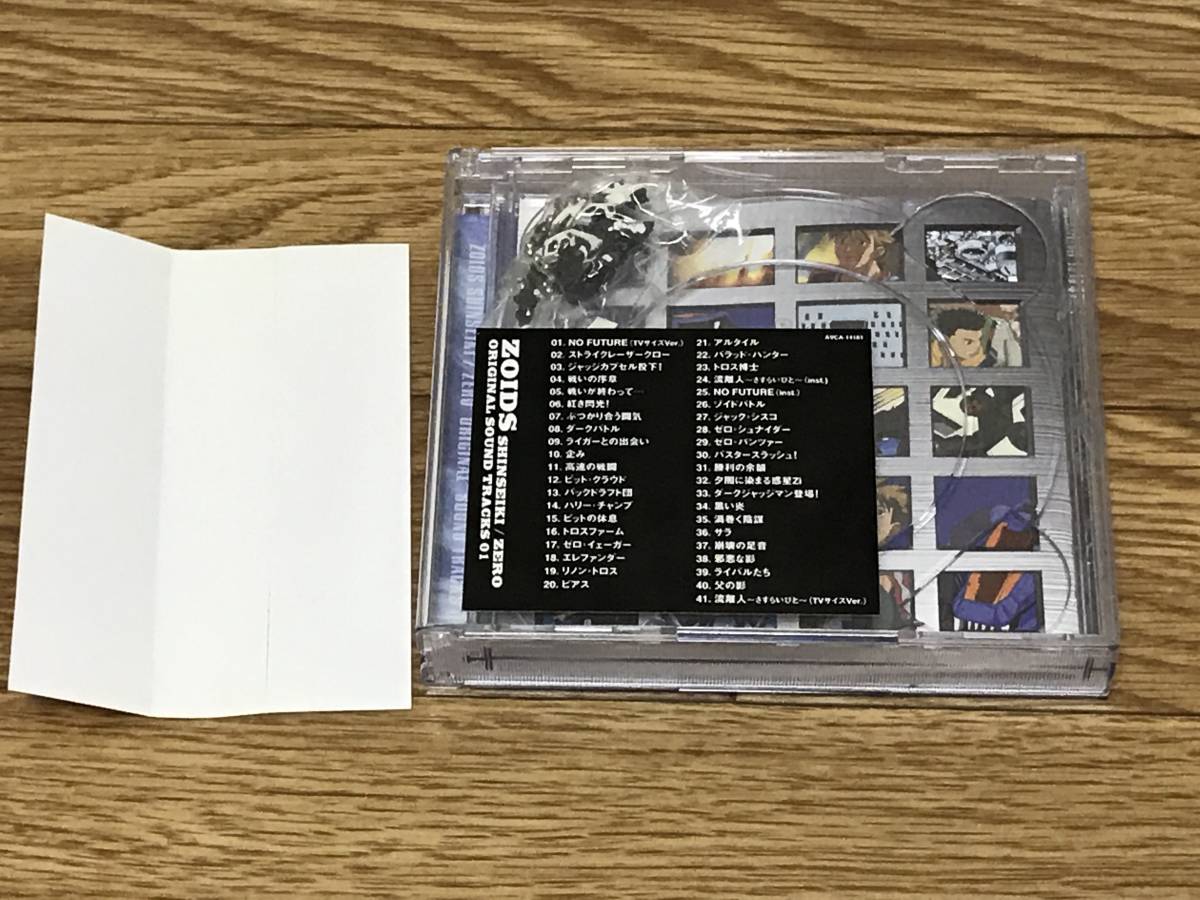 ZOIDS SHINSEIKI / ZERO
ORIGINAL SOUND TRACKS 01
01. NO FUTURE (TVサイズVer.)
02. ストライクレーザークロー
03. ジャッジカプセル投下!
04. 戦いの序章
05. 戦いが終わって…
06. 紅き閃光!
07. ぶつかり合う闘気
08. ダークバトル
09. ライガーとの出会い
10. 企み
11. 高速の戦闘
12. ビット・クラウド
13. バックドラフト団
14. ハリー・チャンプ
15. ビットの休息
16. トロスファーム
17. ゼロ・イェーガー
18. エレファンダー
19. リノン・トロス
20. ピアス
21. アルタイル
22. バラッド・ハンター
23. トロス博士
24. 流離人〜さすらいびと〜(inst.)
25. NO FUTURE (inst.)
26. ゾイドバトル
27. ジャック・シスコ
28. ゼロ・シュナイダー
29. ゼロ・パンツァー
30. バスタースラッシュ!
31. 勝利の余韻
32. 夕闇に染まる惑星Zi
33. ダークジャッジマン登場!
34. 黒い炎
35. 渦巻く陰謀
36. サラ
37. 崩壊の足音
38. 邪悪な影
39. ライバルたち
40. 父の影
41. 流離人〜さすらいびと〜(TVサイズVer.)
ZOIDS SHINSEIKI / ZERO ORIGINAL SOUND TRACKS